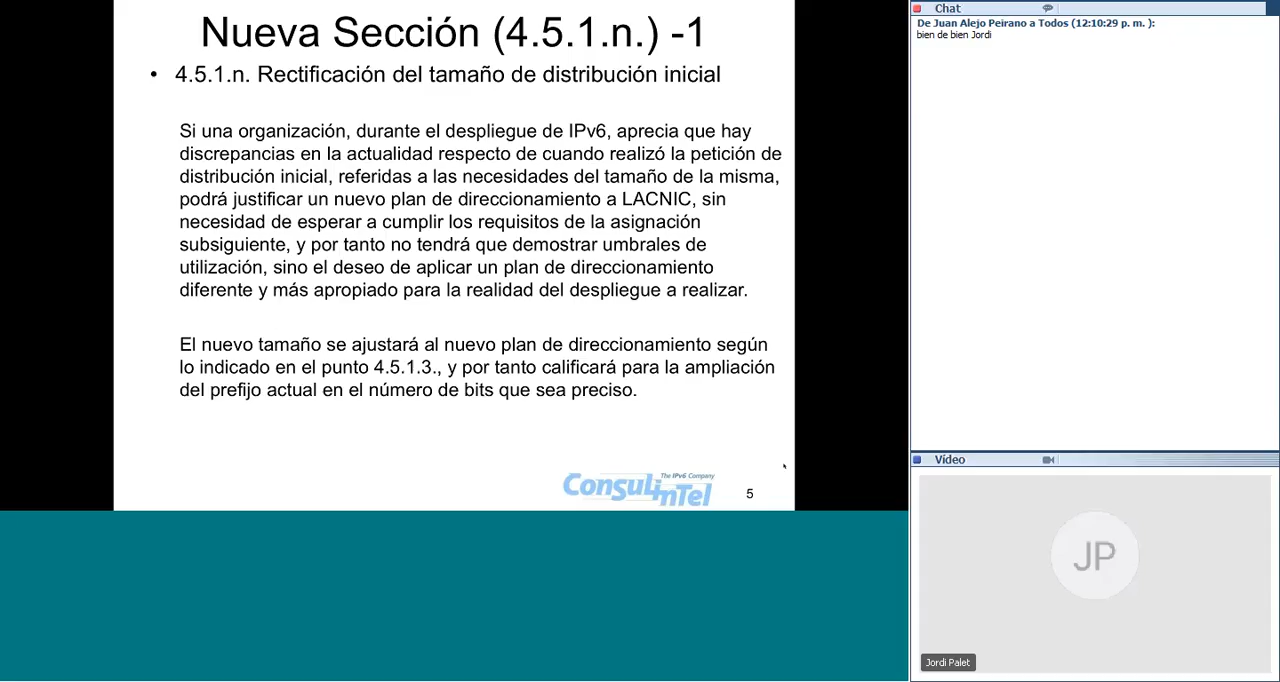 Nueva Sección (4.5.1.n.) -1
• 4.5.1.n. Rectificación del tamaño de distribución inicial
Si una organización, durante el despliegue de IPv6, aprecia que hay
discrepancias en la actualidad respecto de cuando realizó la petición de
distribución inicial, referidas a las necesidades del tamaño de la misma,
podrá justificar un nuevo plan de direccionamiento a LACNIC, sin
necesidad de esperar a cumplir los requisitos de la asignación
subsiguiente, y por tanto no tendrá que demostrar umbrales de
utilización, sino el deseo de aplicar un plan de direccionamiento
diferente y más apropiado para la realidad del despliegue a realizar.
El nuevo tamaño se ajustará al nuevo plan de direccionamiento según
lo indicado en el punto 4.5.1.3., y por tanto calificará para la ampliación
del prefijo actual en el número de bits que sea preciso.
The IPv6 Company
Consulintel
5
Chat
De Juan Alejo Peirano a Todos (12:10:29 p. m. ):
bien de bien Jordi
Vídeo
JP
Jordi Palet